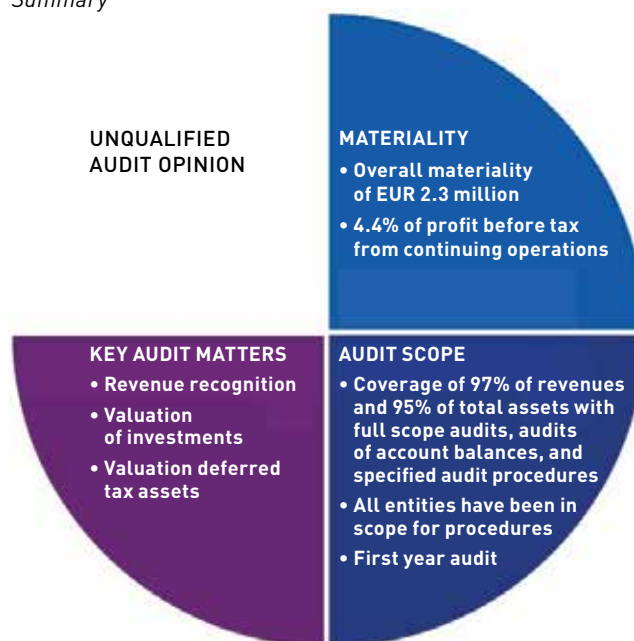 Summary
UNQUALIFIED
AUDIT OPINION
MATERIALITY
• Overall materiality
of EUR 2.3 million
• 4.4% of profit before tax
from continuing operations
KEY AUDIT MATTERS
• Revenue recognition
• Valuation
of investments
• Valuation deferred
tax assets
AUDIT SCOPE
• Coverage of 97% of revenues
and 95% of total assets with
full scope audits, audits
of account balances, and
specified audit procedures
• All entities have been in
scope for procedures
• First year audit